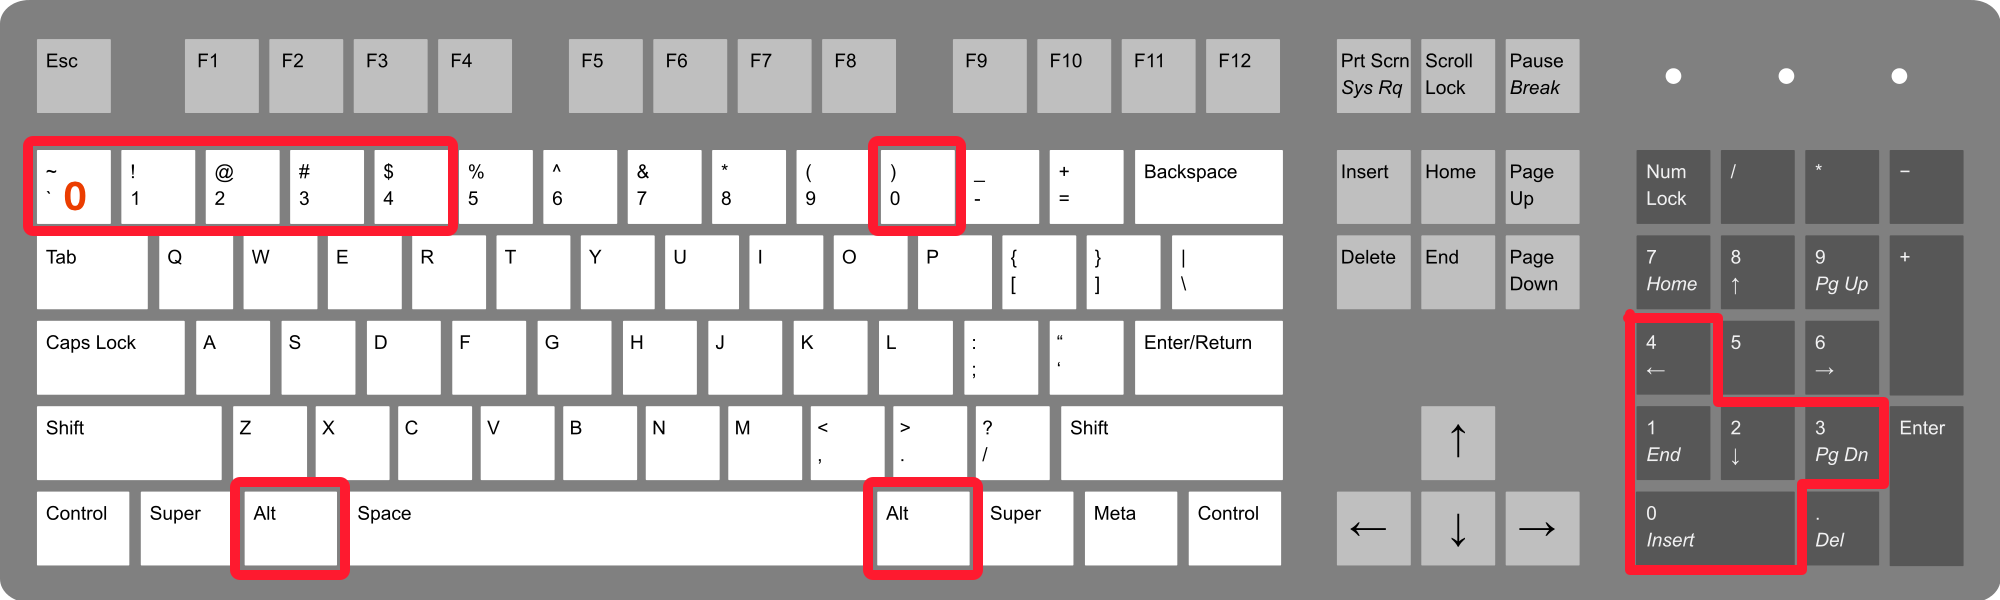 Esc F1 F2 F3 F4 F5 F6 F7 F8 F9 F10 F11 F12 Prt Scrn Scroll Pause
Sys Rq Lock Break
~ ! @ # $ % ^ & * ( ) _ + Backspace Insert Home Page Num / * −
` 0 1 2 3 4 5 6 7 8 9 0 - = Up Lock
Tab Q W E R T Y U I O P { } | Delete End Page 7 8 9 +
[ ] \ Down Home ↑ Pg Up
Caps Lock A S D F G H J K L : “ Enter/Return 4 5 6
; ‘ ← →
Shift Z X C V B N M < > ? Shift ↑ 1 2 3 Enter
, . / End ↓ Pg Dn
Control Super Alt Space Alt Super Meta Control ← ↓ → 0 .
Insert Del